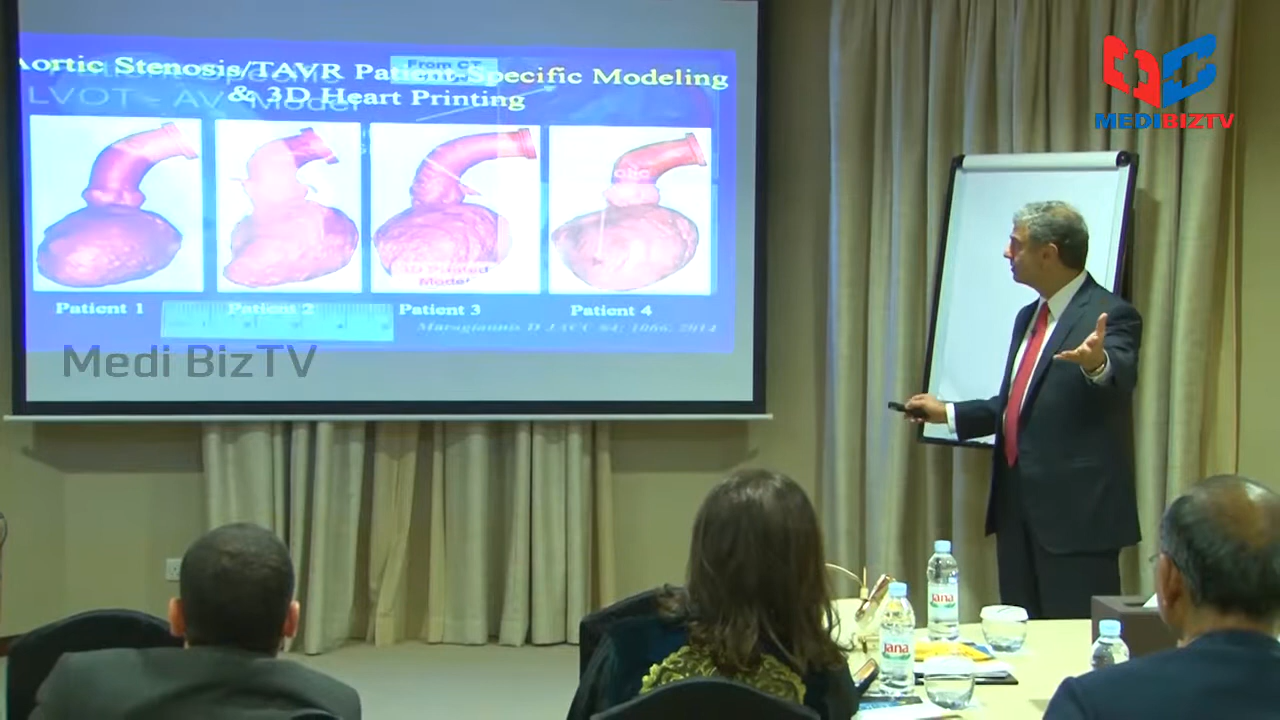 Aortic Stenosis/TAVR Patient-Specific Modeling
& 3D Heart Printing
From CT
LVOT - AV Model
3D Printed
Model
Patient 1
Patient 2
Patient 3
Patient 4
Maragiannis D JACC 64; 1066, 2014
Medi BizTV
MEDIBIZTV
jana
jana